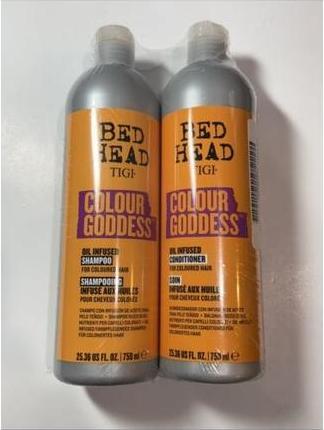 BED
HEAD
TIGI
COLOUR
GODDESS
OIL INFUSED
SHAMPOO
FOR COLOURED HAIR
SHAMPOOING
INFUSÉ AUX HUILES
POUR CHEVEUX COLORÉS
25.36 US FL. OZ. / 750 ml e
BED
HEAD
TIGI
COLOUR
GODDESS
OIL INFUSED
CONDITIONER
FOR COLOURED HAIR
SOIN
INFUSÉ AUX HUILE
POUR CHEVEUX COLORÉ
25.36 US FL. OZ. / 750 ml e